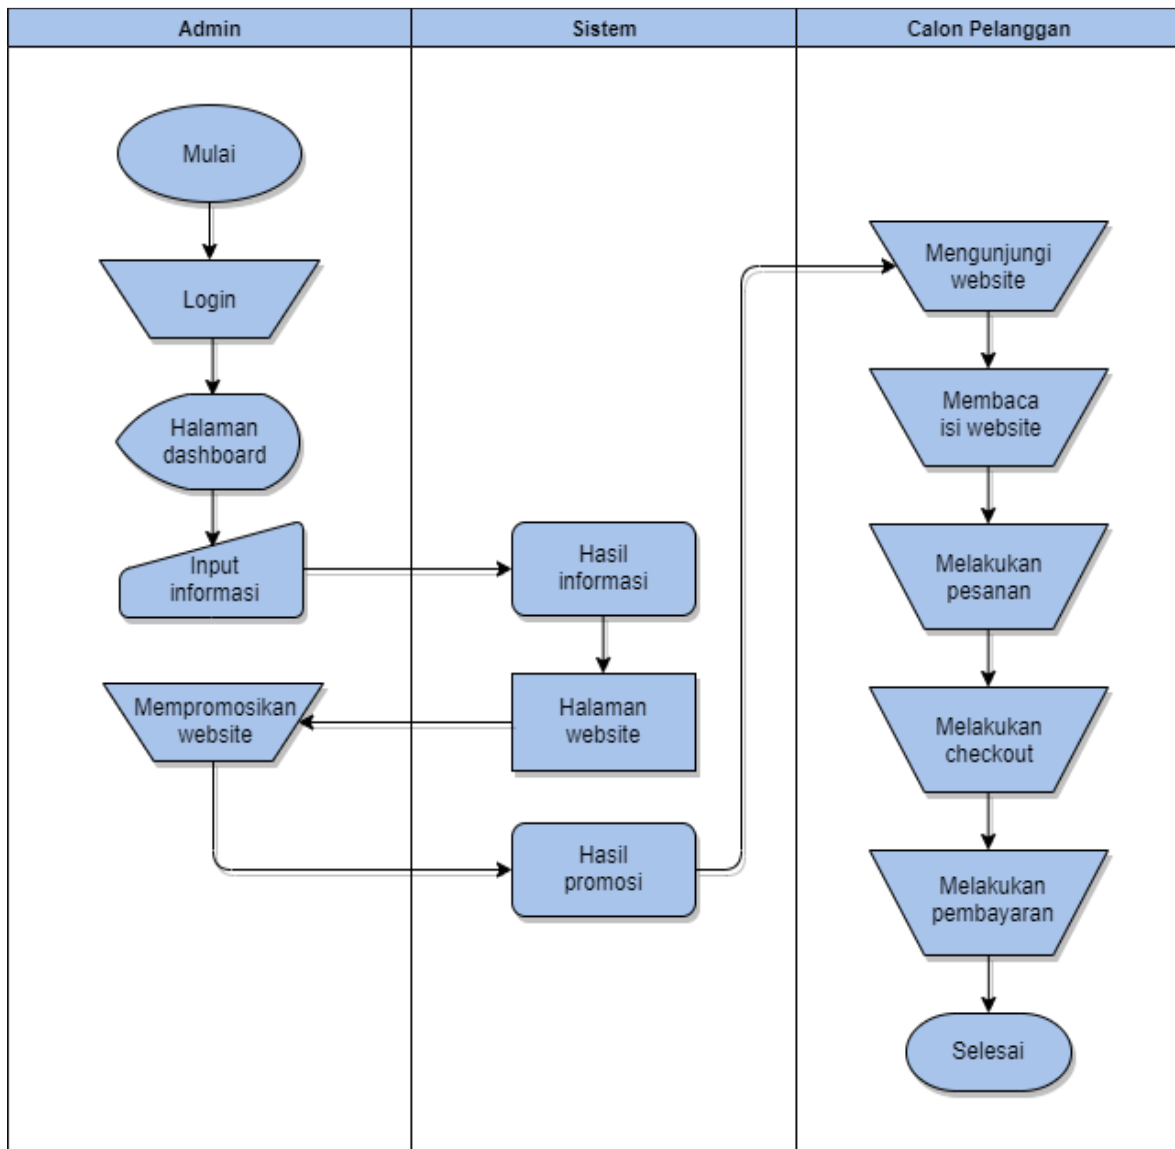 Admin
Sistem
Calon Pelanggan
Mulai
Login
Halaman
dashboard
Input
informasi
Hasil
informasi
Halaman
website
Mempromosikan
website
Hasil
promosi
Mengunjungi
website
Membaca
isi website
Melakukan
pesanan
Melakukan
checkout
Melakukan
pembayaran
Selesai